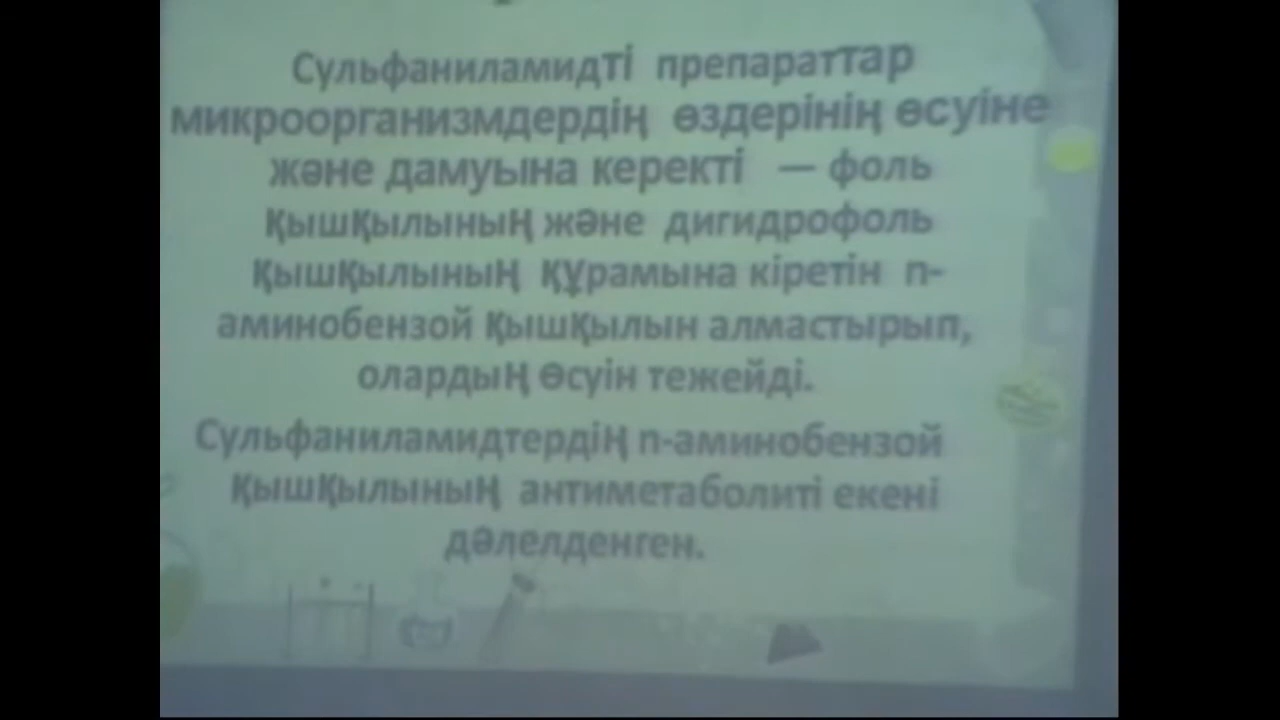 Сульфаниламидті препараттар
микроорганизмдердің өздерінің өсуіне
және дамуына керекті — фоль
қышқылының және дигидрофоль
қышқылының құрамына кіретін п-
аминобензой қышқылын алмастырып,
олардың өсуін тежейді.
Сульфаниламидтердің п-аминобензой
қышқылының антиметаболиті екені
дәлелденген.